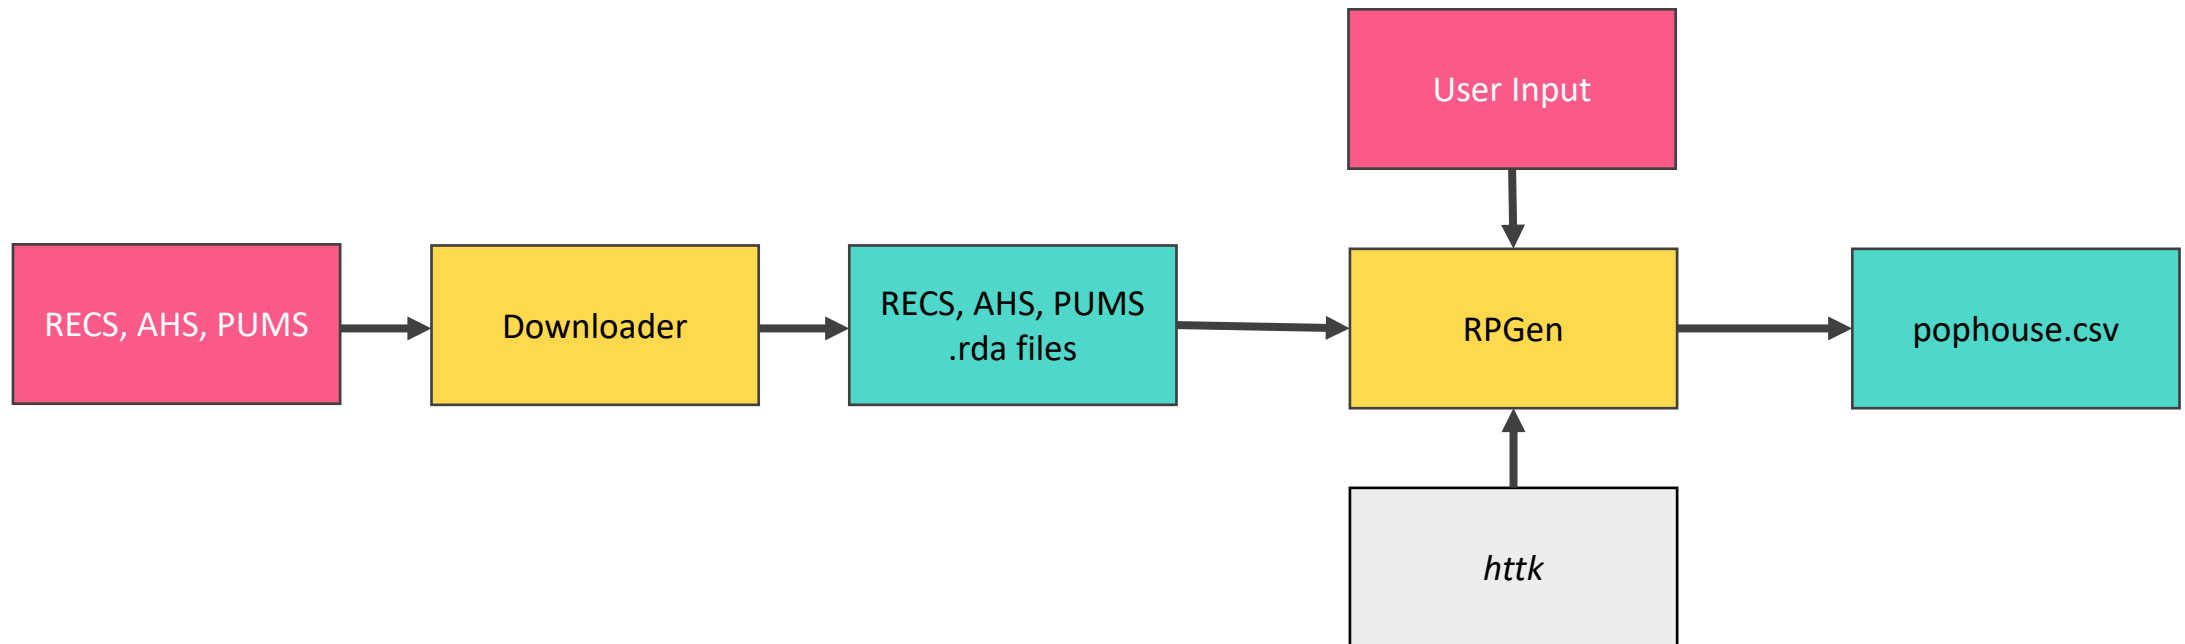 User Input
RECS, AHS, PUMS
Downloader
RECS, AHS, PUMS
.rda files
RPGen
pophouse.csv
httk